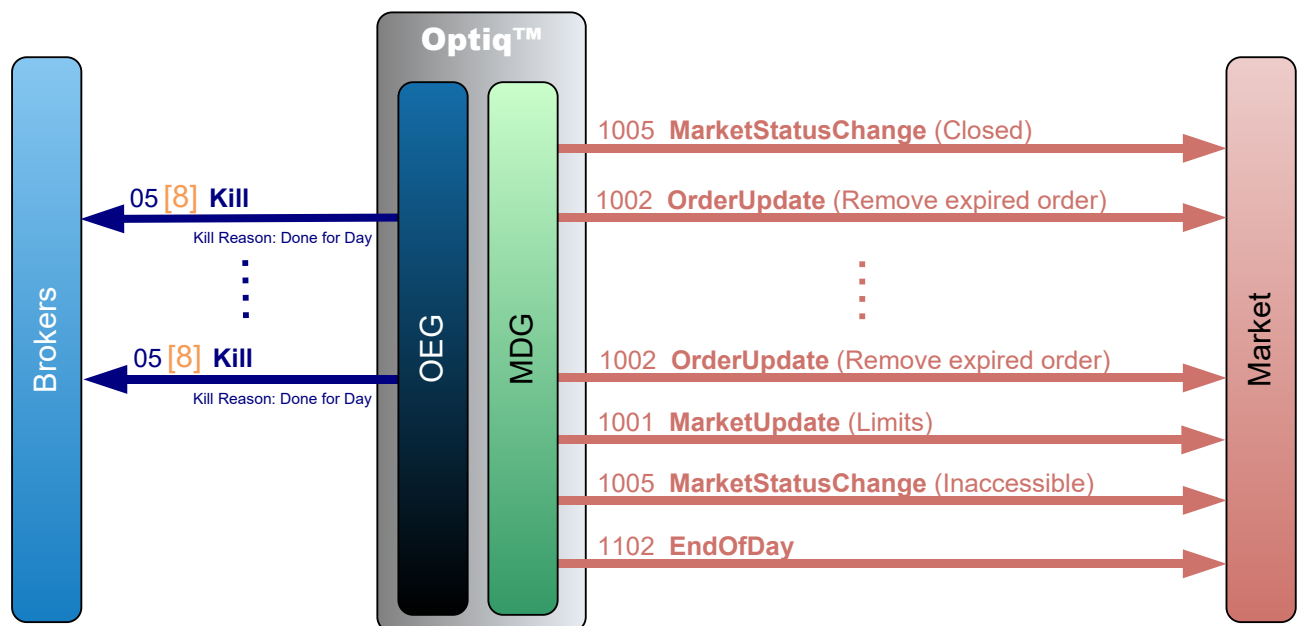 Optiq™
1005 MarketStatusChange (Closed)
05 [8] Kill
1002 OrderUpdate (Remove expired order)
Kill Reason: Done for Day
Brokers
OEG
MDG
Market
05 [8] Kill
1002 OrderUpdate (Remove expired order)
Kill Reason: Done for Day
1001 MarketUpdate (Limits)
1005 MarketStatusChange (Inaccessible)
1102 EndOfDay